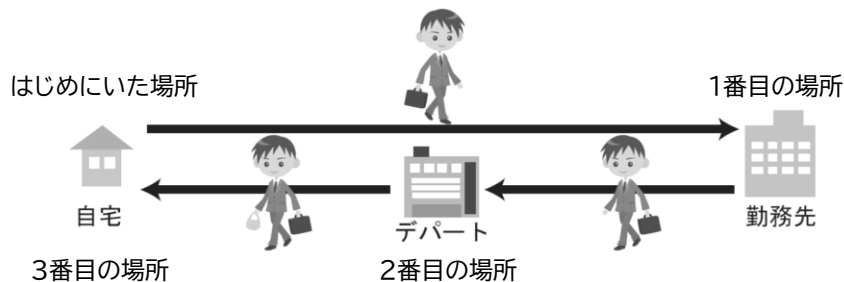 はじめにいた場所
1番目の場所
自宅
デパート
勤務先
3番目の場所
2番目の場所